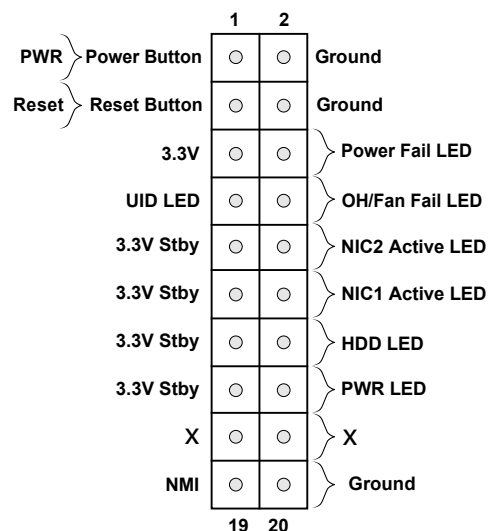 1 2
PWR Power Button Ground
Reset Reset Button Ground
3.3V Power Fail LED
UID LED OH/Fan Fail LED
3.3V Stby NIC2 Active LED
3.3V Stby NIC1 Active LED
3.3V Stby HDD LED
3.3V Stby PWR LED
X X
NMI Ground
19 20